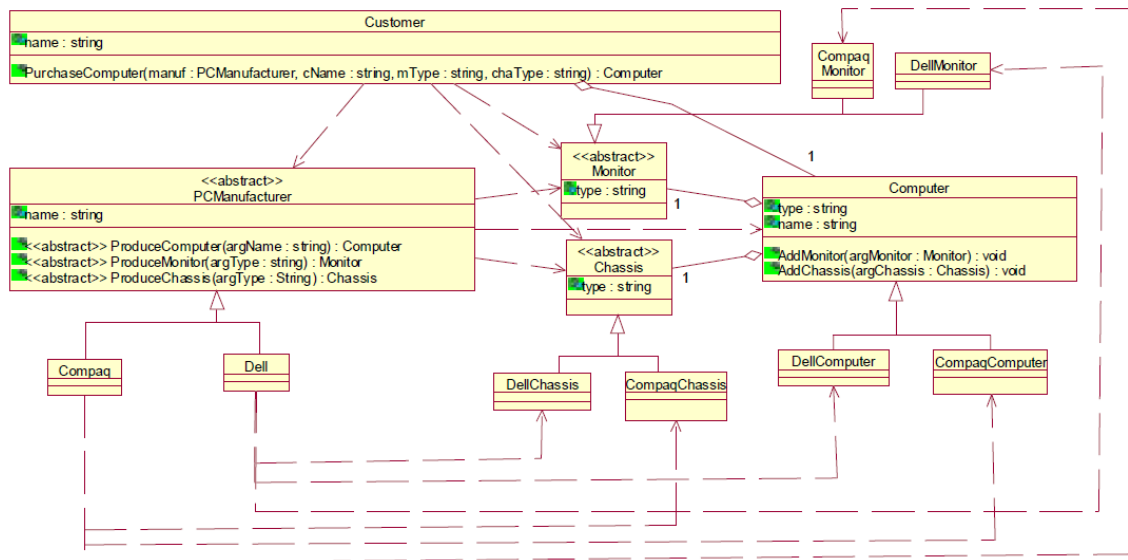 Customer
name : string
PurchaseComputer(manuf : PCManufacturer, cName : string, mType : string, chaType : string) : Computer
Compaq
Monitor
DellMonitor
<<abstract>>
Monitor
type : string
1
1
<<abstract>>
PCManufacturer
name : string
<<abstract>> ProduceComputer(argName : string) : Computer
<<abstract>> ProduceMonitor(argType : string) : Monitor
<<abstract>> ProduceChassis(argType : String) : Chassis
Computer
type : string
name : string
AddMonitor(argMonitor : Monitor) : void
AddChassis(argChassis : Chassis) : void
<<abstract>>
Chassis
type : string
1
Compaq
Dell
DellChassis
CompaqChassis
DellComputer
CompaqComputer